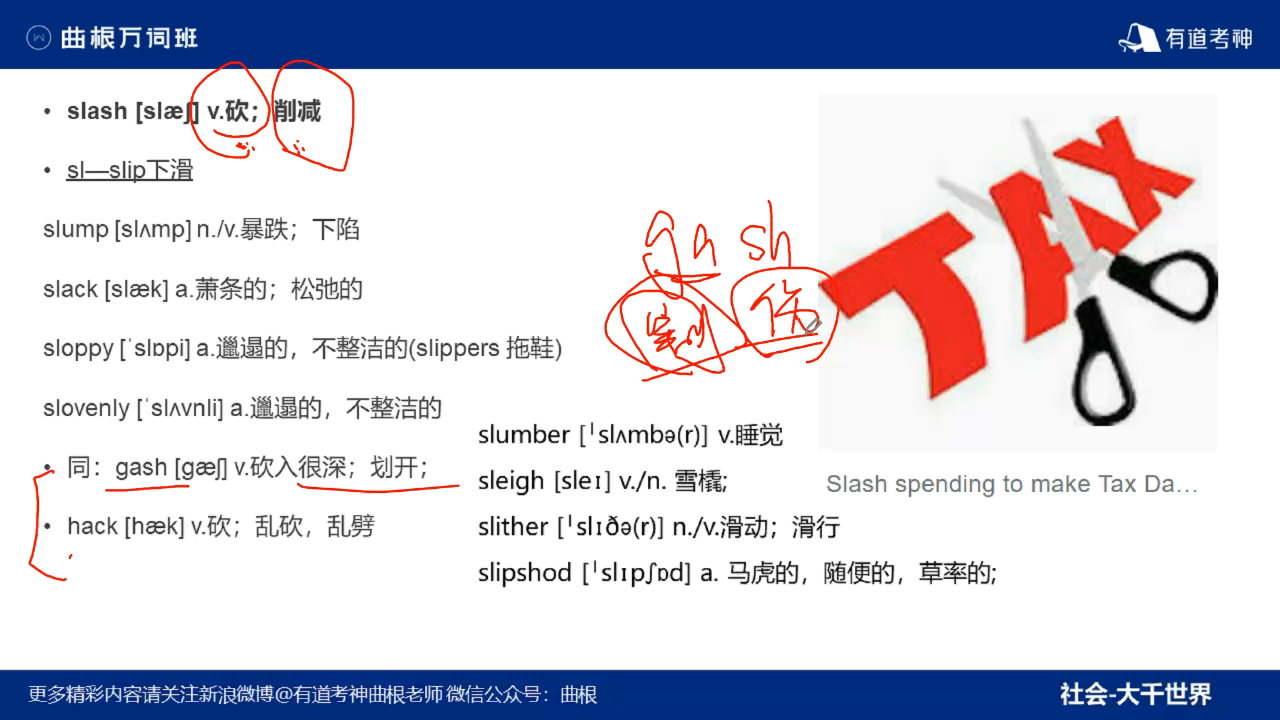 曲根万词班
有道考神
• slash [slæʃ] v.砍；削减
• sl—slip下滑
slump [slʌmp] n./v.暴跌；下陷
slack [slæk] a.萧条的；松弛的
sloppy [ˈslɒpi] a.邋遢的，不整洁的(slippers 拖鞋)
slovenly [ˈslʌvnli] a.邋遢的，不整洁的
• 同：gash [gæʃ] v.砍入很深；划开；
• hack [hæk] v.砍；乱砍，乱劈
sh
伤
TAX
slumber [ˈslʌmbə(r)] v.睡觉
sleigh [sleɪ] v./n. 雪橇;
slither [ˈslɪðə(r)] n./v.滑动；滑行
slipshod [ˈslɪpʃɒd] a. 马虎的，随便的，草率的;
Slash spending to make Tax Da…
更多精彩内容请关注新浪微博@有道考神曲根老师 微信公众号：曲根
社会-大千世界